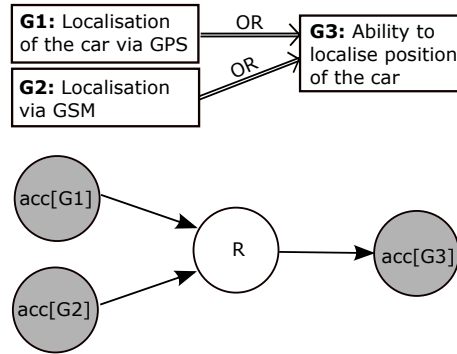 G1: Localisation
of the car via GPS
OR
G3: Ability to
localise position
of the car
OR
G2: Localisation
via GSM
acc[G1]
R
acc[G3]
acc[G2]